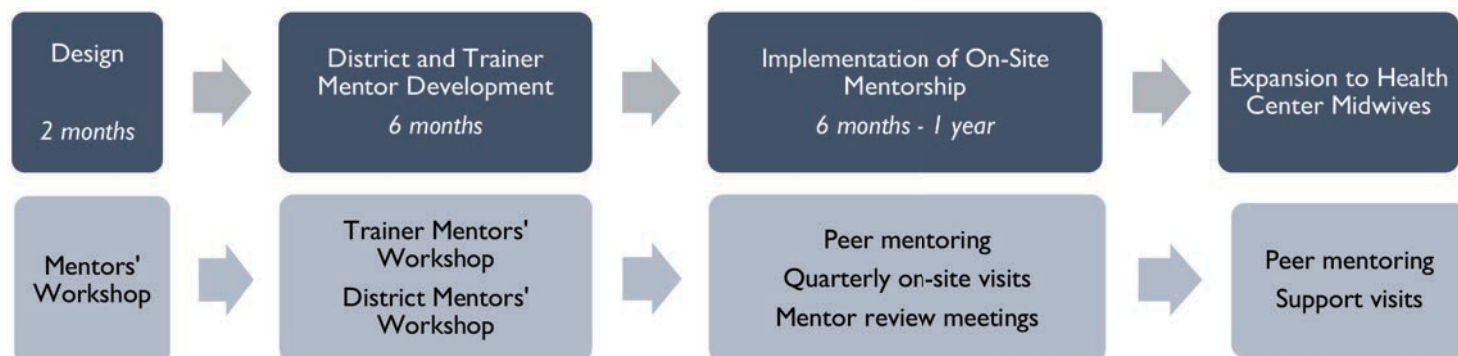 Design
2 months
District and Trainer
Mentor Development
6 months
Implementation of On-Site
Mentorship
6 months - 1 year
Expansion to Health
Center Midwives
Mentors'
Workshop
Trainer Mentors'
Workshop
District Mentors'
Workshop
Peer mentoring
Quarterly on-site visits
Mentor review meetings
Peer mentoring
Support visits